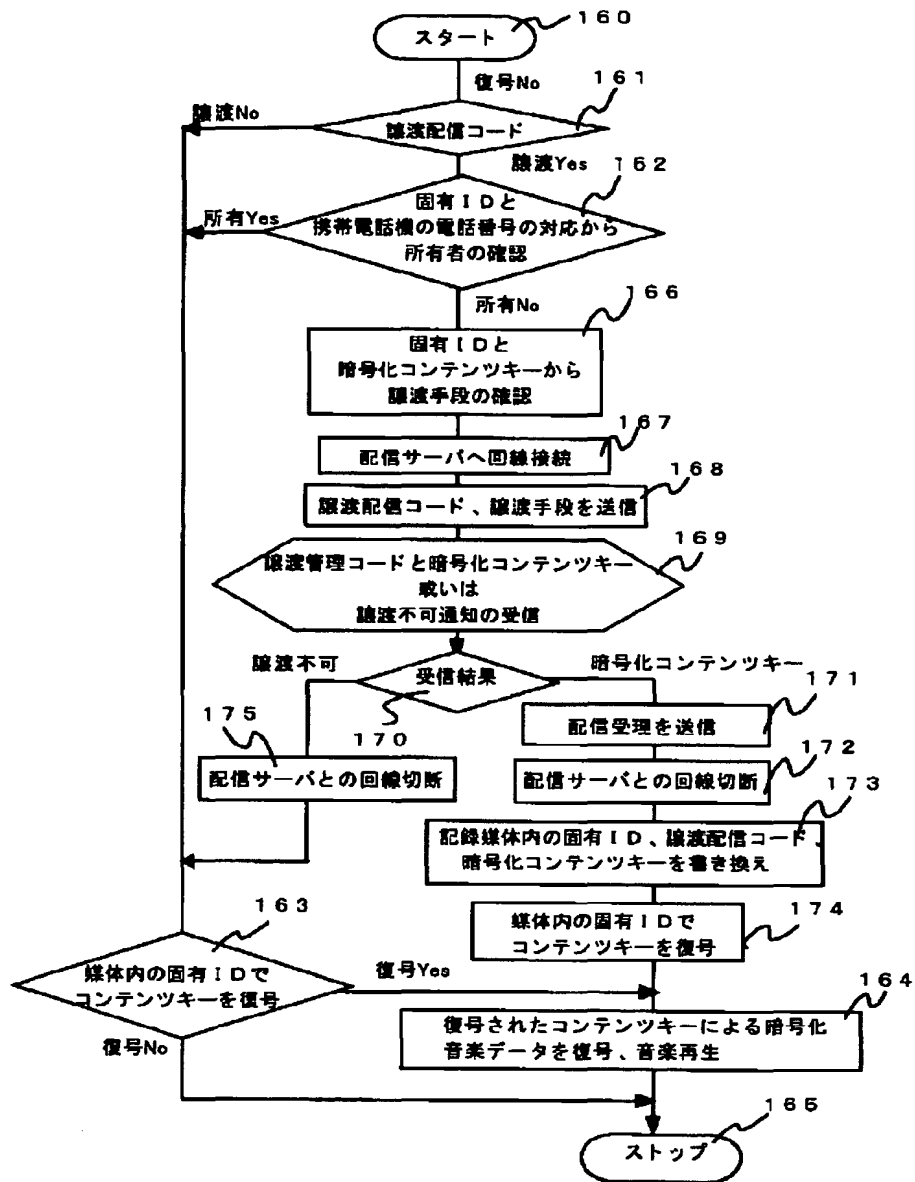 160
スタート
復号No
161
譲渡No
譲渡配信コード
譲渡Yes
162
固有IDと
携帯電話機の電話番号の対応から
所有者の確認
所有Yes
所有No
166
固有IDと
暗号化コンテンツキーから
譲渡手段の確認
167
配信サーバへ回線接続
168
譲渡配信コード、譲渡手段を送信
169
譲渡管理コードと暗号化コンテンツキー
或いは
譲渡不可通知の受信
譲渡不可
受信結果
暗号化コンテンツキー
170
171
配信受理を送信
175
配信サーバとの回線切断
172
配信サーバとの回線切断
173
記録媒体内の固有ID、譲渡配信コード、
暗号化コンテンツキーを書き換え
174
媒体内の固有IDで
コンテンツキーを復号
163
媒体内の固有IDで
コンテンツキーを復号
復号Yes
復号No
164
復号されたコンテンツキーによる暗号化
音楽データを復号、音楽再生
165
ストップ